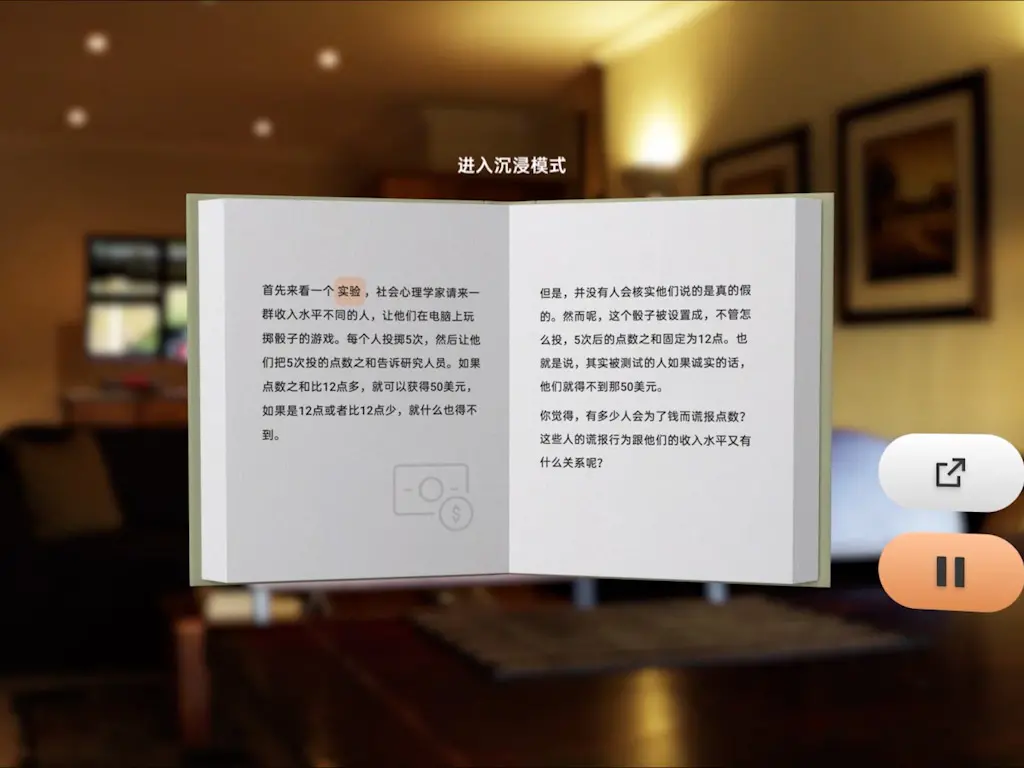 进入沉浸模式
首先来看一个实验，社会心理学家请来一
群收入水平不同的人，让他们在电脑上玩
掷骰子的游戏。每个人投掷5次，然后让他
们把5次投的点数之和告诉研究人员。如果
点数之和比12点多，就可以获得50美元，
如果是12点或者比12点少，就什么也得不
到。
$
但是，并没有人会核实他们说的是真的假
的。然而呢，这个骰子被设置成，不管怎
么投，5次后的点数之和固定为12点。也
就是说，其实被测试的人如果诚实的话，
他们就得不到那50美元。
你觉得，有多少人会为了钱而谎报点数？
这些人的谎报行为跟他们的收入水平又有
什么关系呢？